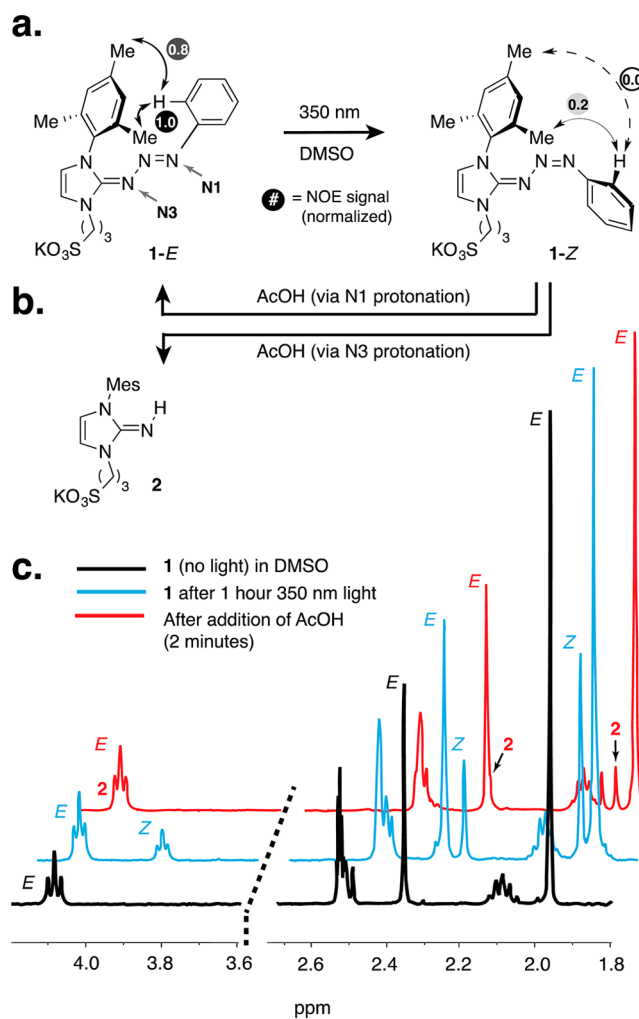 a.
Me
0.8
H
Me
1.0
Me
N
N
N
N
N
N1
N3
N
( )3
KO3S
1-E
350 nm
DMSO
# = NOE signal
(normalized)
Me
0.0
Me
Me
0.2
H
N
N
N
N
N
( )3
KO3S
1-Z
AcOH (via N1 protonation)
b.
AcOH (via N3 protonation)
Mes
N
H
N
N
( )3
KO3S
2
c.
1 (no light) in DMSO
1 after 1 hour 350 nm light
After addition of AcOH
(2 minutes)
E
E
E
E
E
Z
2
2
E
Z
E
2
E
Z
E
4.0
3.8
3.6
2.4
2.2
2.0
1.8
ppm